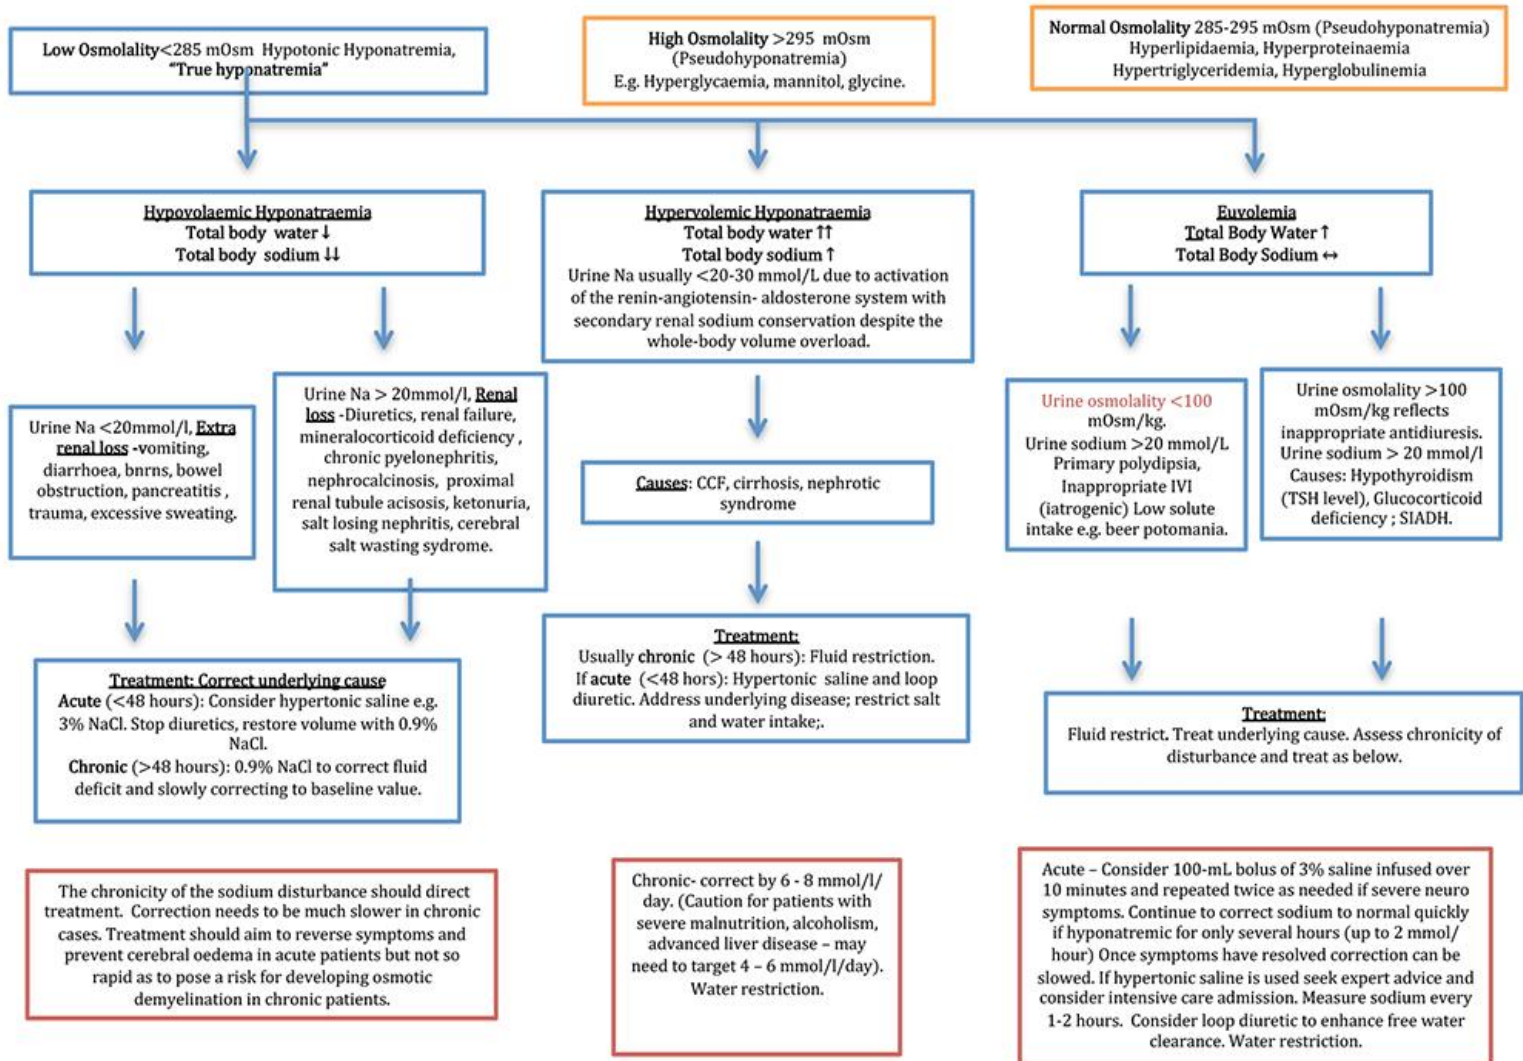 Low Osmolality<285 mOsm Hypotonic Hyponatremia,
"True hyponatremia"
High Osmolality >295 mOsm
(Pseudohyponatremia)
E.g. Hyperglycaemia, mannitol, glycine.
Normal Osmolality 285-295 mOsm (Pseudohyponatremia)
Hyperlipidaemia, Hyperproteinaemia
Hypertriglyceridemia, Hyperglobulinemia
Hypovolaemic Hyponatraemia
Total body water ↓
Total body sodium ↓↓
Hypervolemic Hyponatraemia
Total body water ↑↑
Total body sodium ↑
Urine Na usually <20-30 mmol/L due to activation
of the renin-angiotensin- aldosterone system with
secondary renal sodium conservation despite the
whole-body volume overload.
Euvolemia
Total Body Water ↑
Total Body Sodium ↔
Urine Na <20mmol/l, Extra
renal loss -vomiting,
diarrhoea, bnrns, bowel
obstruction, pancreatitis ,
trauma, excessive sweating.
Urine Na > 20mmol/l, Renal
loss -Diuretics, renal failure,
mineralocorticoid deficiency ,
chronic pyelonephritis,
nephrocalcinosis, proximal
renal tubule acisosis, ketonuria,
salt losing nephritis, cerebral
salt wasting sydrome.
Causes: CCF, cirrhosis, nephrotic
syndrome
Urine osmolality <100
mOsm/kg.
Urine sodium >20 mmol/L
Primary polydipsia,
Inappropriate IVI
(iatrogenic) Low solute
intake e.g. beer potomania.
Urine osmolality >100
mOsm/kg reflects
inappropriate antidiuresis.
Urine sodium > 20 mmol/l
Causes: Hypothyroidism
(TSH level), Glucocorticoid
deficiency ; SIADH.
Treatment: Correct underlying cause
Acute (<48 hours): Consider hypertonic saline e.g.
3% NaCl. Stop diuretics, restore volume with 0.9%
NaCl.
Chronic (>48 hours): 0.9% NaCl to correct fluid
deficit and slowly correcting to baseline value.
Treatment:
Usually chronic (> 48 hours): Fluid restriction.
If acute (<48 hors): Hypertonic saline and loop
diuretic. Address underlying disease; restrict salt
and water intake;.
Treatment:
Fluid restrict. Treat underlying cause. Assess chronicity of
disturbance and treat as below.
The chronicity of the sodium disturbance should direct
treatment. Correction needs to be much slower in chronic
cases. Treatment should aim to reverse symptoms and
prevent cerebral oedema in acute patients but not so
rapid as to pose a risk for developing osmotic
demyelination in chronic patients.
Chronic- correct by 6 - 8 mmol/l/
day. (Caution for patients with
severe malnutrition, alcoholism,
advanced liver disease – may
need to target 4 – 6 mmol/l/day).
Water restriction.
Acute – Consider 100-mL bolus of 3% saline infused over
10 minutes and repeated twice as needed if severe neuro
symptoms. Continue to correct sodium to normal quickly
if hyponatremic for only several hours (up to 2 mmol/
hour) Once symptoms have resolved correction can be
slowed. If hypertonic saline is used seek expert advice and
consider intensive care admission. Measure sodium every
1-2 hours. Consider loop diuretic to enhance free water
clearance. Water restriction.